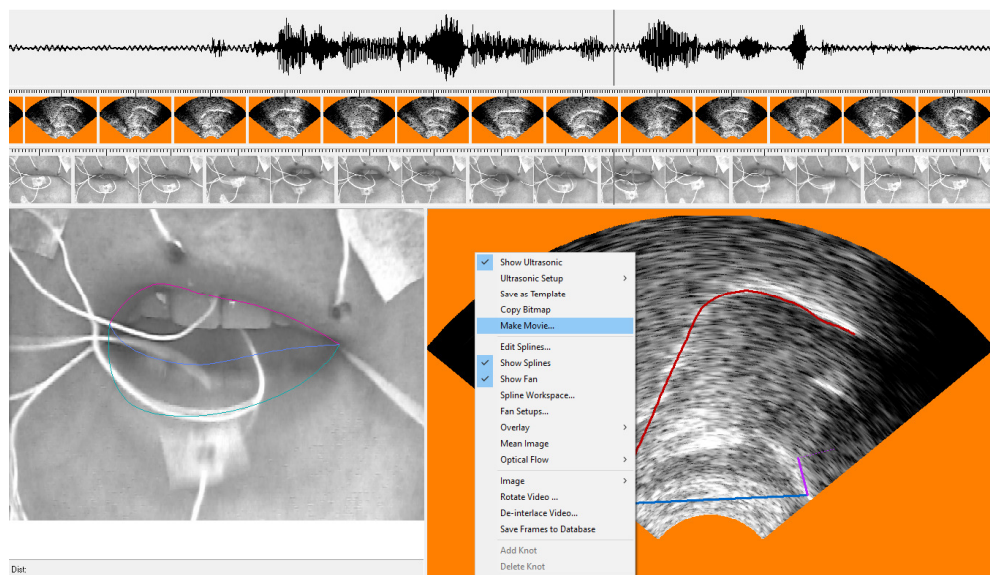 Show Ultrasonic
Ultrasonic Setup
Save as Template
Copy Bitmap
Make Movie...
Edit Splines...
Show Splines
Show Fan
Spline Workspace...
Fan Setups...
Overlay
Mean Image
Optical Flow
Image
Rotate Video ...
De-interlace Video...
Save Frames to Database
Add Knot
Delete Knot
Dist: